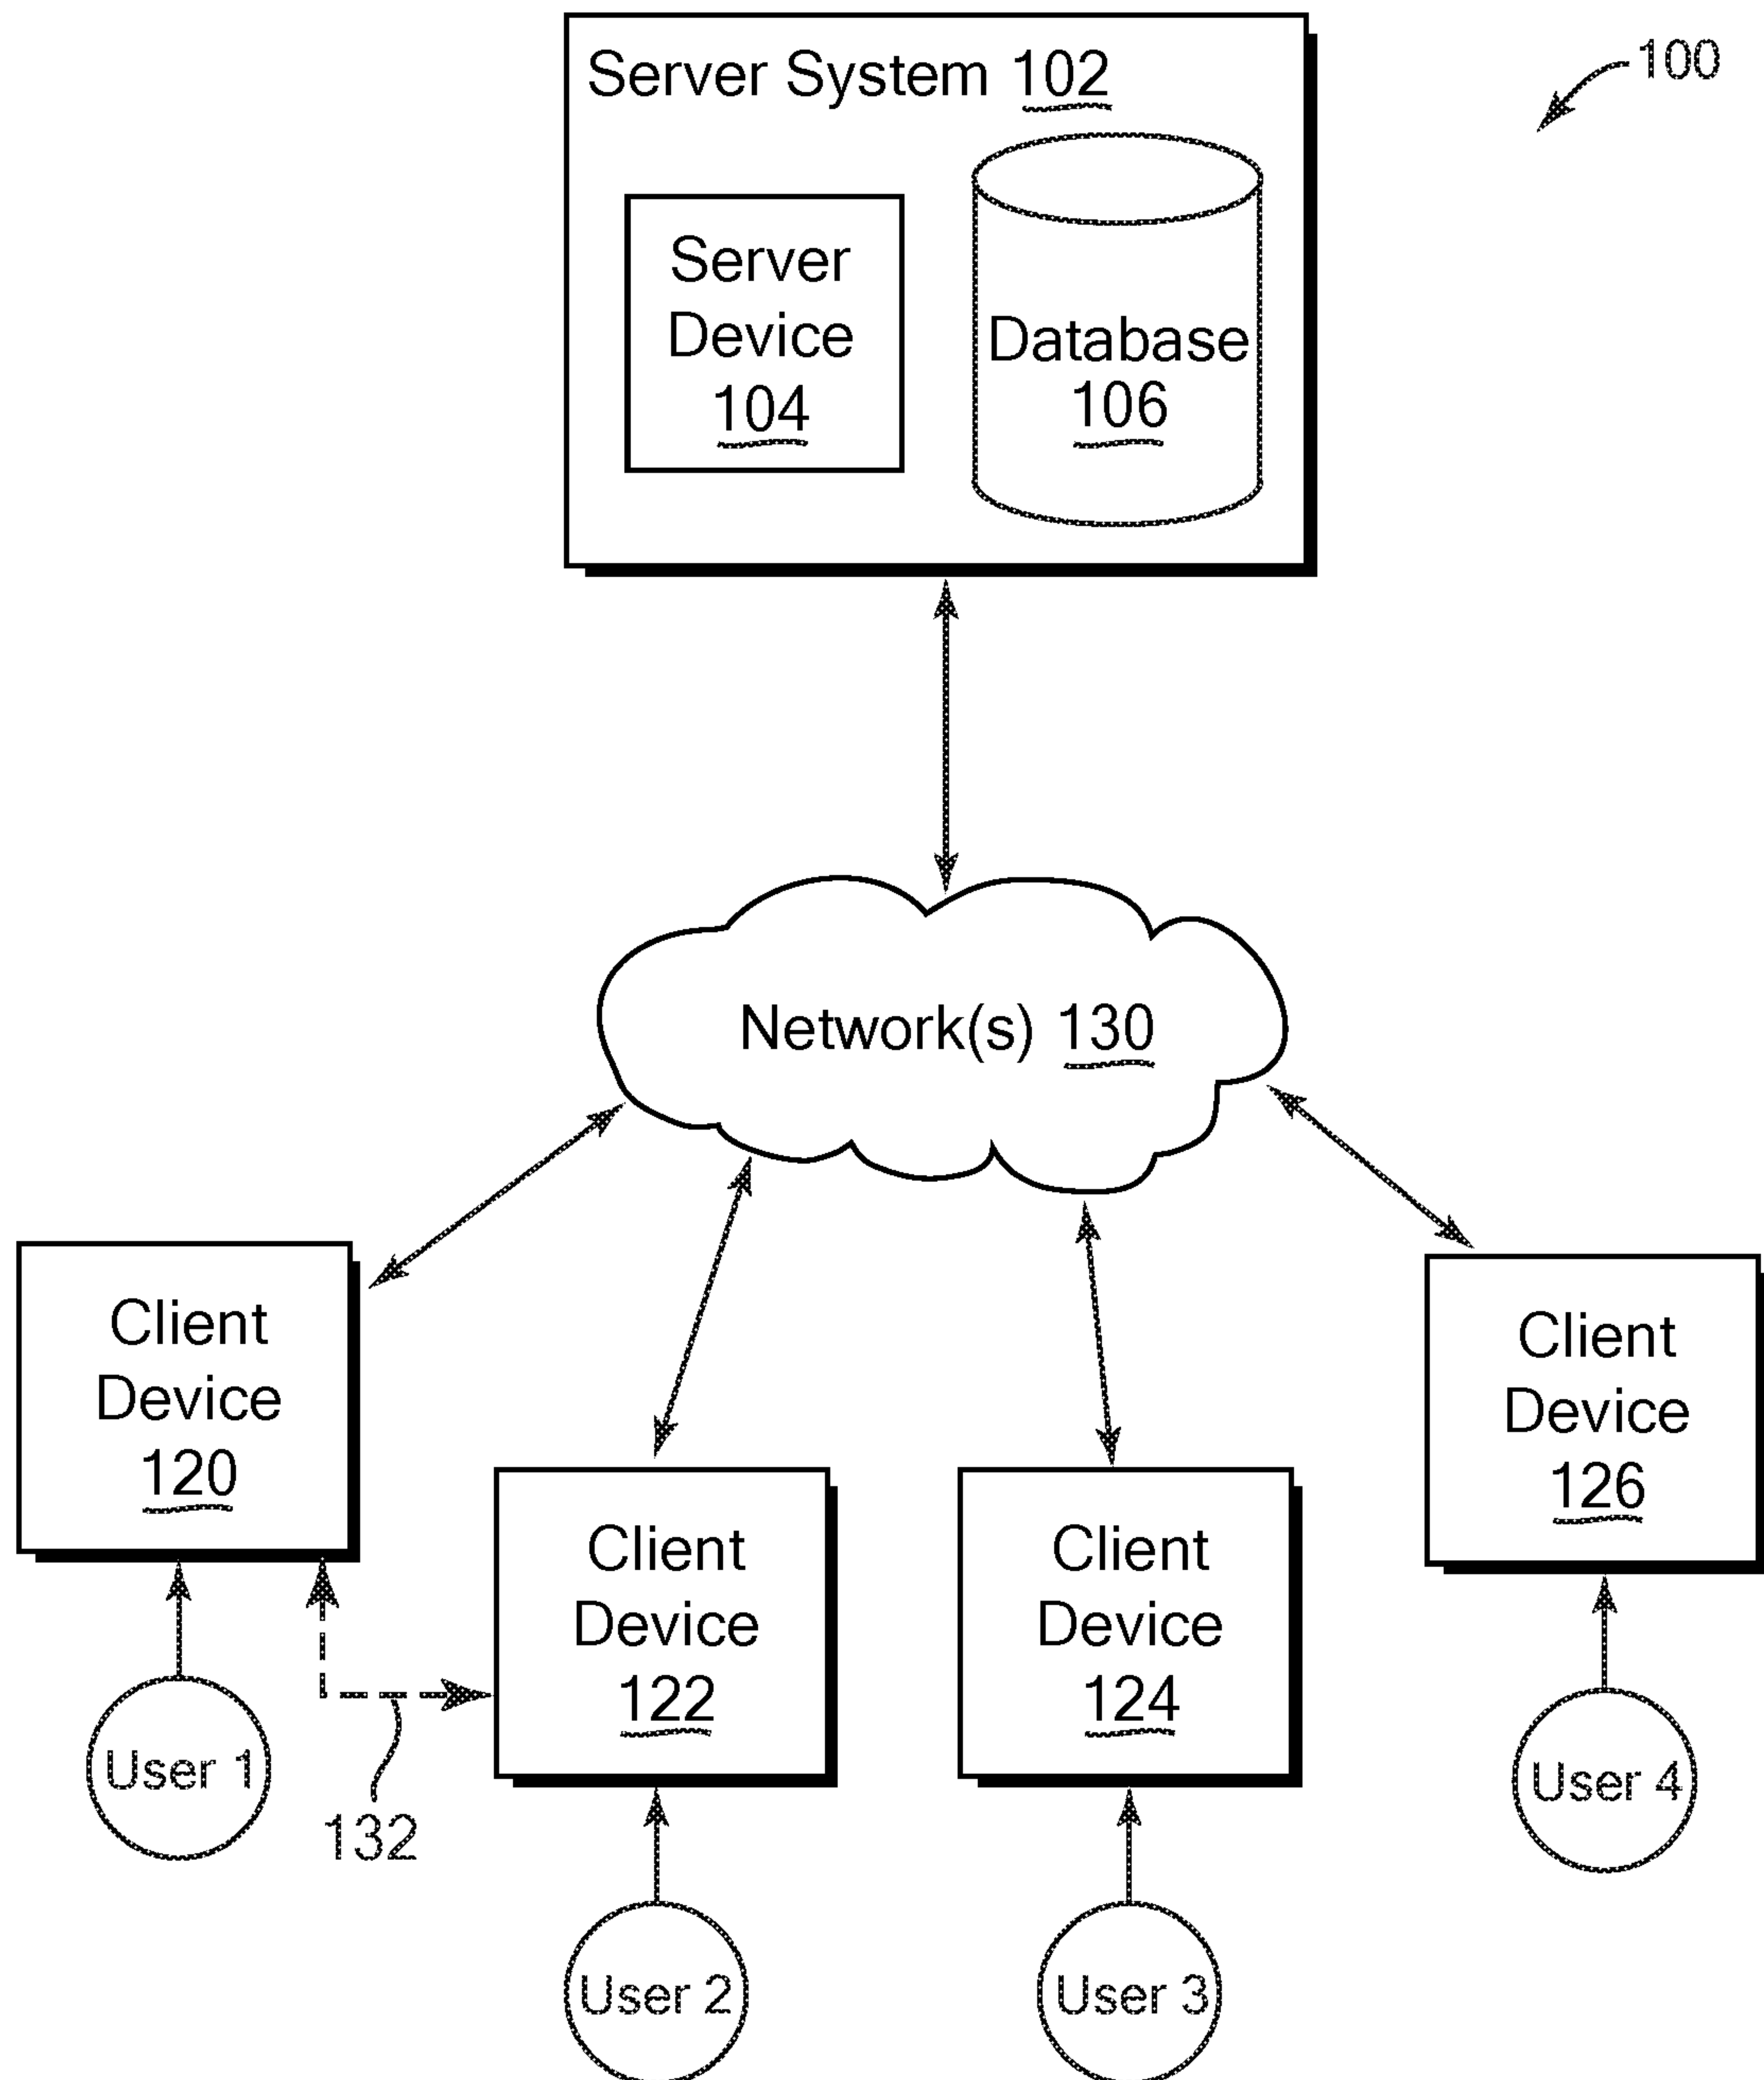 100
Server System 102
Server
Device
104
Database
106
Network(s) 130
Client
Device
120
Client
Device
122
Client
Device
124
Client
Device
126
User 1
132
User 2
User 3
User 4